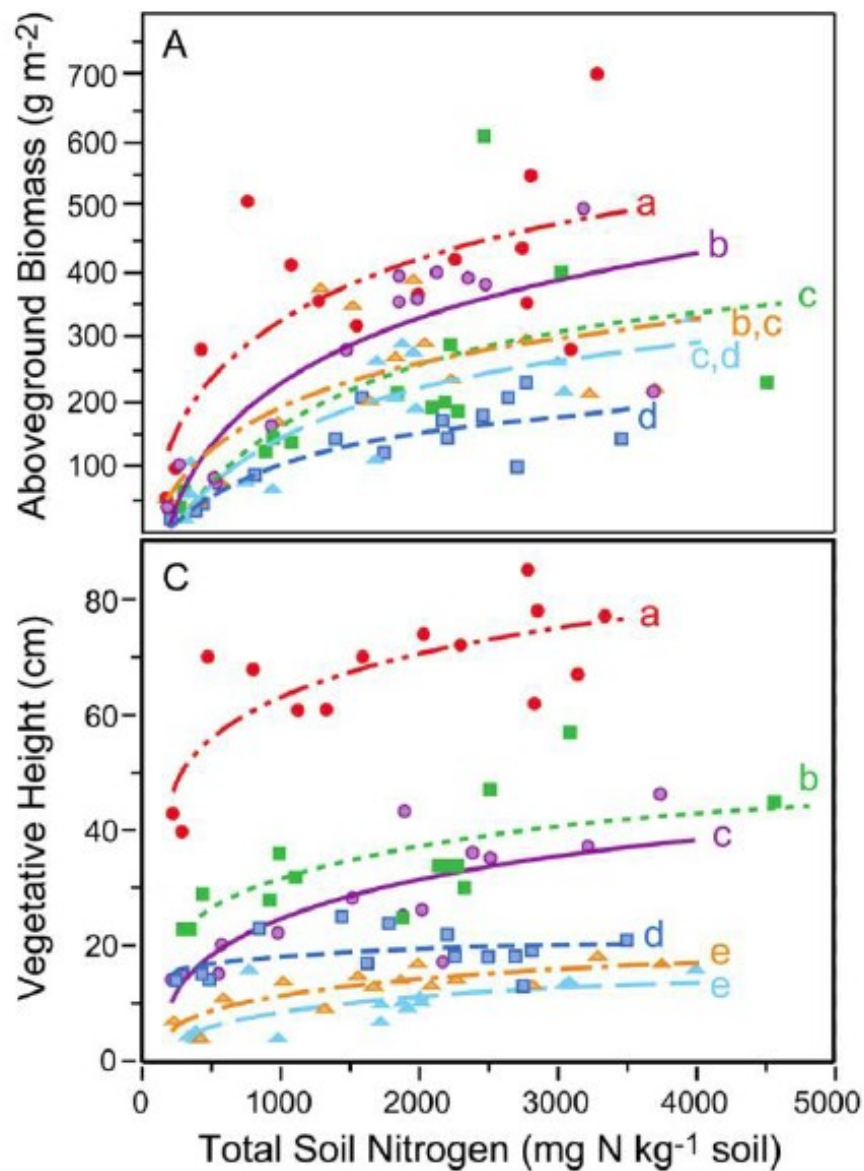 A
Aboveground Biomass (g m-2)
700
600
500
400
300
200
100
a
b
c
b,c
c,d
d
C
Vegetative Height (cm)
80
60
40
20
0
a
b
c
d
e
e
0 1000 2000 3000 4000 5000
Total Soil Nitrogen (mg N kg-1 soil)